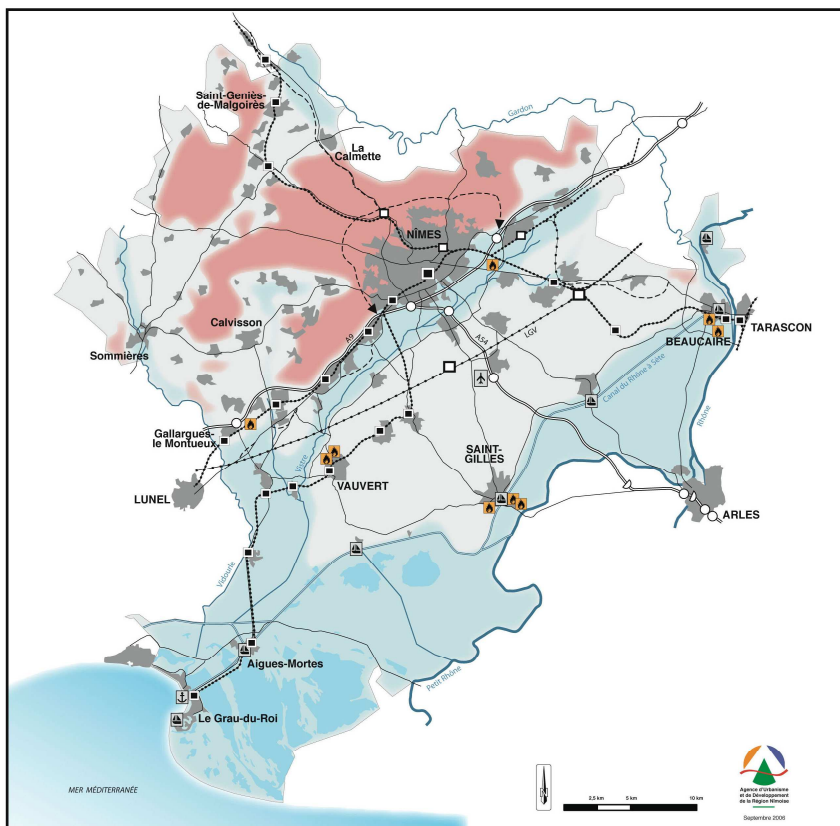 Gardon
Saint-Geniès-
de-Malgoirès
La
Calmette
NÎMES
Calvisson
Sommières
A9
A54
LGV
BEAUCAIRE
TARASCON
Canal du Rhône à Sète
Rhône
Gallargues-
le Montueux
Vistre
VAUVERT
SAINT-
GILLES
LUNEL
ARLES
Vidourle
Aigues-Mortes
Petit Rhône
Le Grau-du-Roi
MER MÉDITERRANÉE
2,5 km
5 km
10 km
Agence d'Urbanisme
et de Développement
de la Région Nîmoise
Septembre 2006